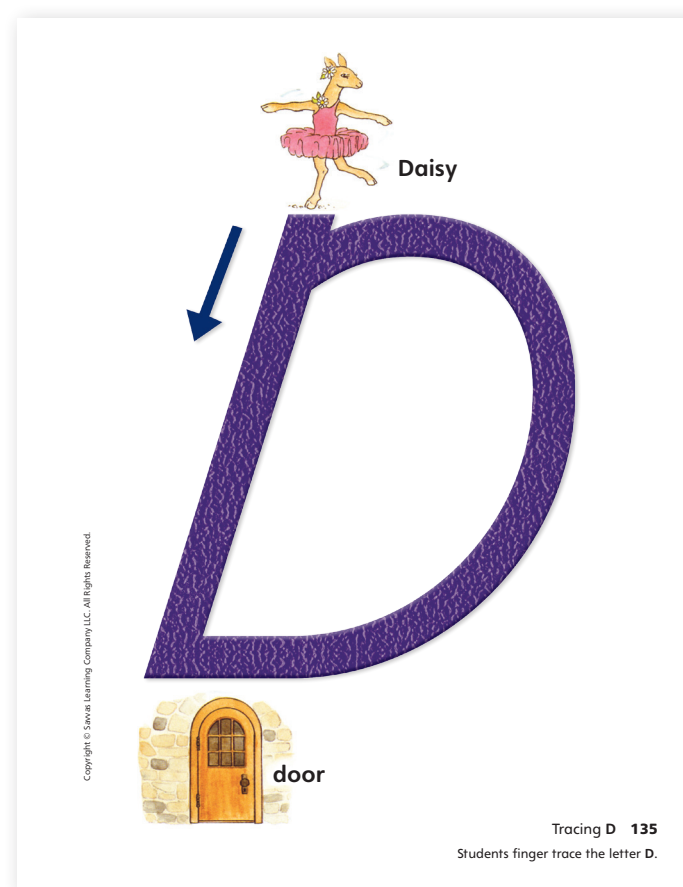 Daisy
D
door
Copyright © Savvas Learning Company LLC. All Rights Reserved.
Tracing D 135
Students finger trace the letter D.